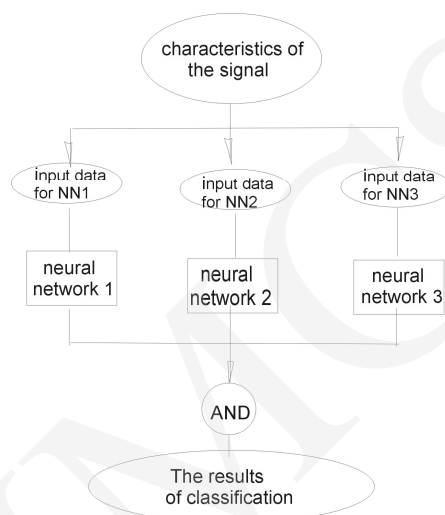 characteristics of
the signal
input data
for NN1
input data
for NN2
input data
for NN3
neural
network 1
neural
network 2
neural
network 3
AND
The results
of classification